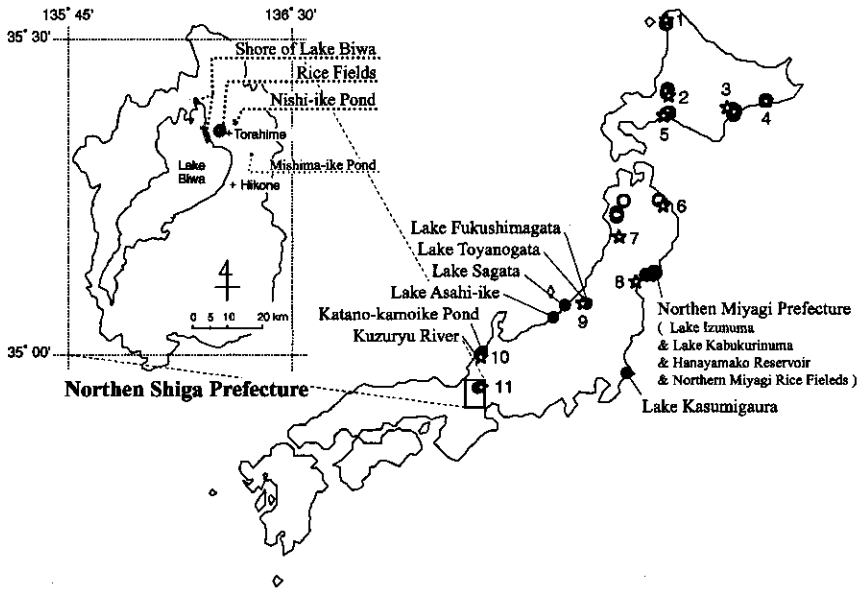 135˚ 45'
136˚ 30'
35˚ 30'
Shore of Lake Biwa
Rice Fields
Nishi-ike Pond
+ Torahime
Lake
Biwa
Mishima-ike Pond
+ Hikone
4
0 5 10 20 km
35˚ 00'
Northen Shiga Prefecture
1
2
3
4
5
6
7
8
Lake Fukushimagata
Lake Toyanogata
Lake Sagata
Lake Asahi-ike
9
Katano-kamoike Pond
Kuzuryu River
10
11
Northen Miyagi Prefecture
( Lake Izunuma
& Lake Kabukurinuma
& Hanayamako Reservoir
& Northern Miyagi Rice Fieleds )
Lake Kasumigaura